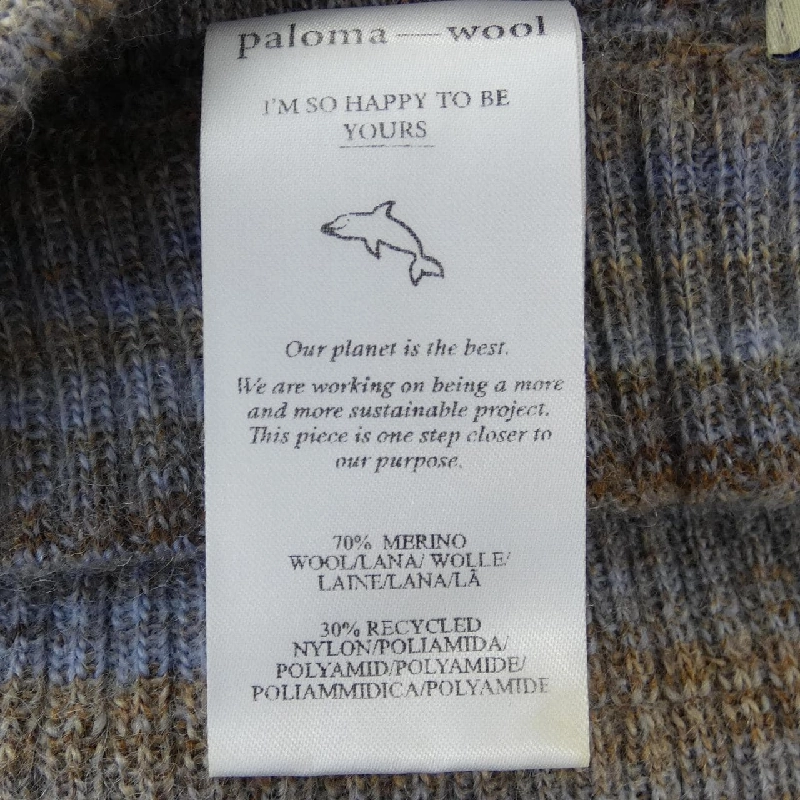 paloma—wool
I'M SO HAPPY TO BE
YOURS
Our planet is the best.
We are working on being a more
and more sustainable project.
This piece is one step closer to
our purpose.
70% MERINO
WOOL/LANA/ WOLLE/
LAINE/LANA/LÃ
30% RECYCLED
NYLON/POLIAMIDA/
POLYAMID/POLYAMIDE/
POLIAMMIDICA/POLYAMIDE